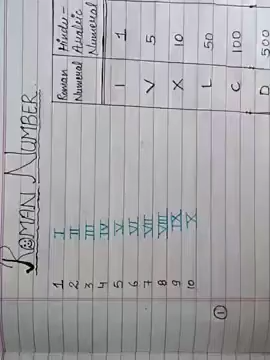 ROMAN NUMBER
1 I
2 II
3 III
4 IV
5 V
6 VI
7 VII
8 VIII
9 IX
10 X
Roman Numeral Hindu-Arabic Numeral
I 1
V 5
X 10
L 50
C 100
D 500
1